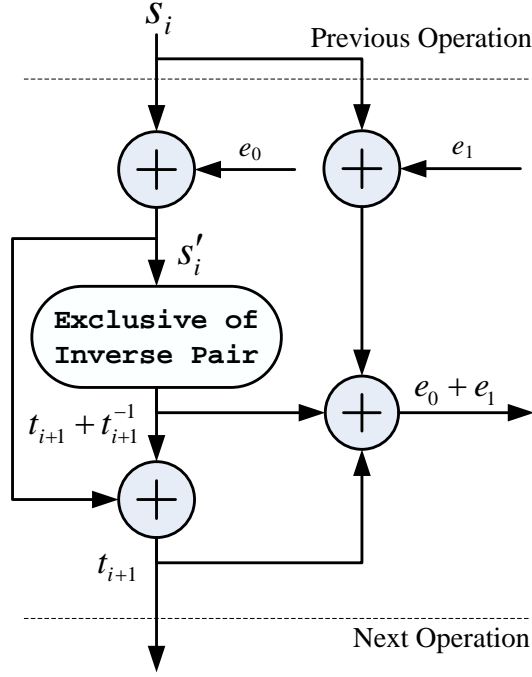 s_i
Previous Operation
e_0
e_1
s_i′
Exclusive of
Inverse Pair
e_0 + e_1
t_{i+1} + t_{i+1}^{-1}
t_{i+1}
Next Operation